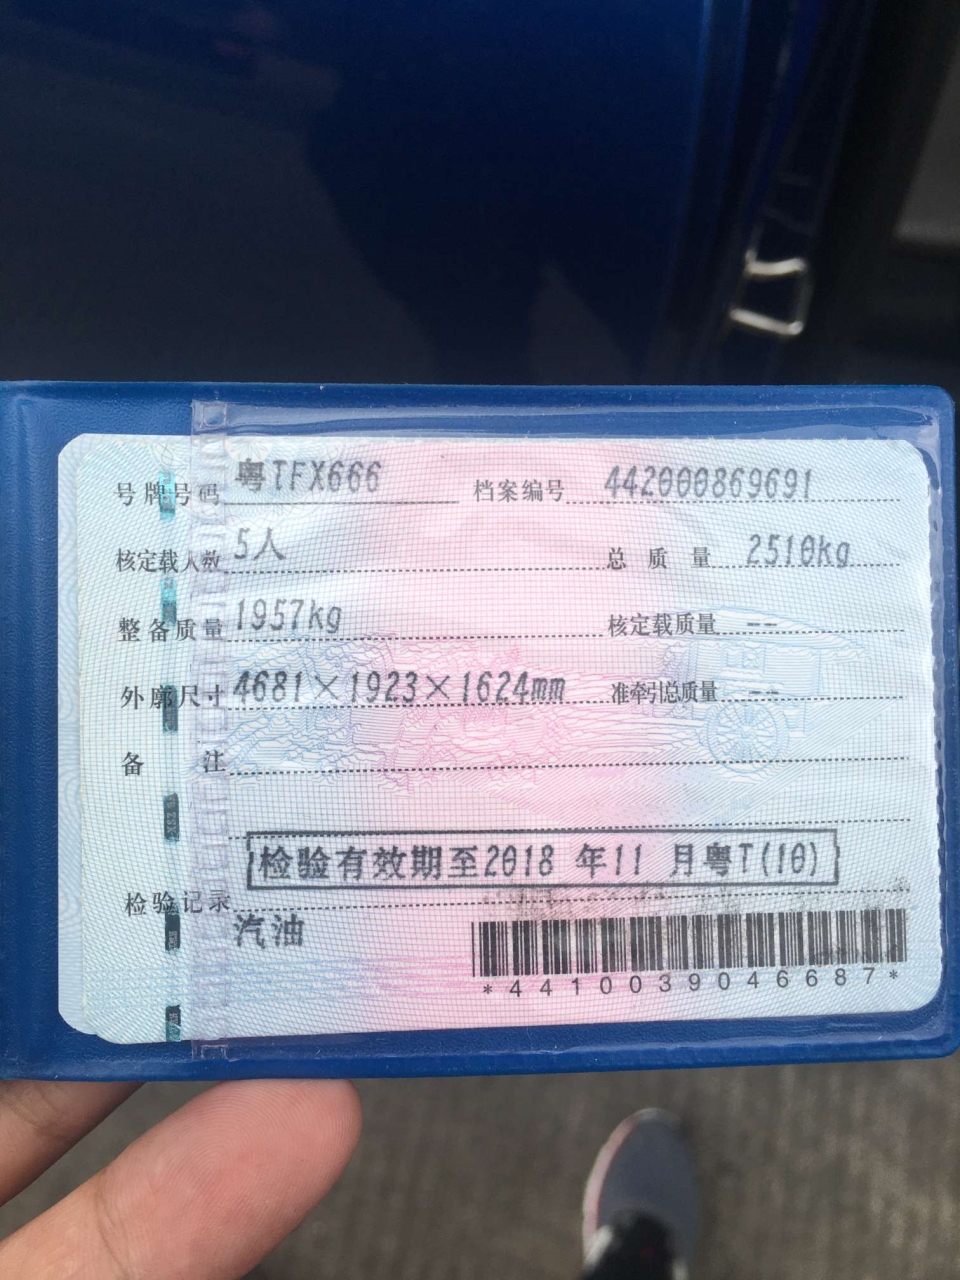 号牌号码 粤TFX666 档案编号 442000869691
核定载人数 5人 总质量 2510kg
整备质量 1957kg 核定载质量 --
外廓尺寸 4681×1923×1624mm 准牵引总质量 --
备注
检验有效期至2018 年11 月粤T(10)
检验记录
汽油
*4410039046687*